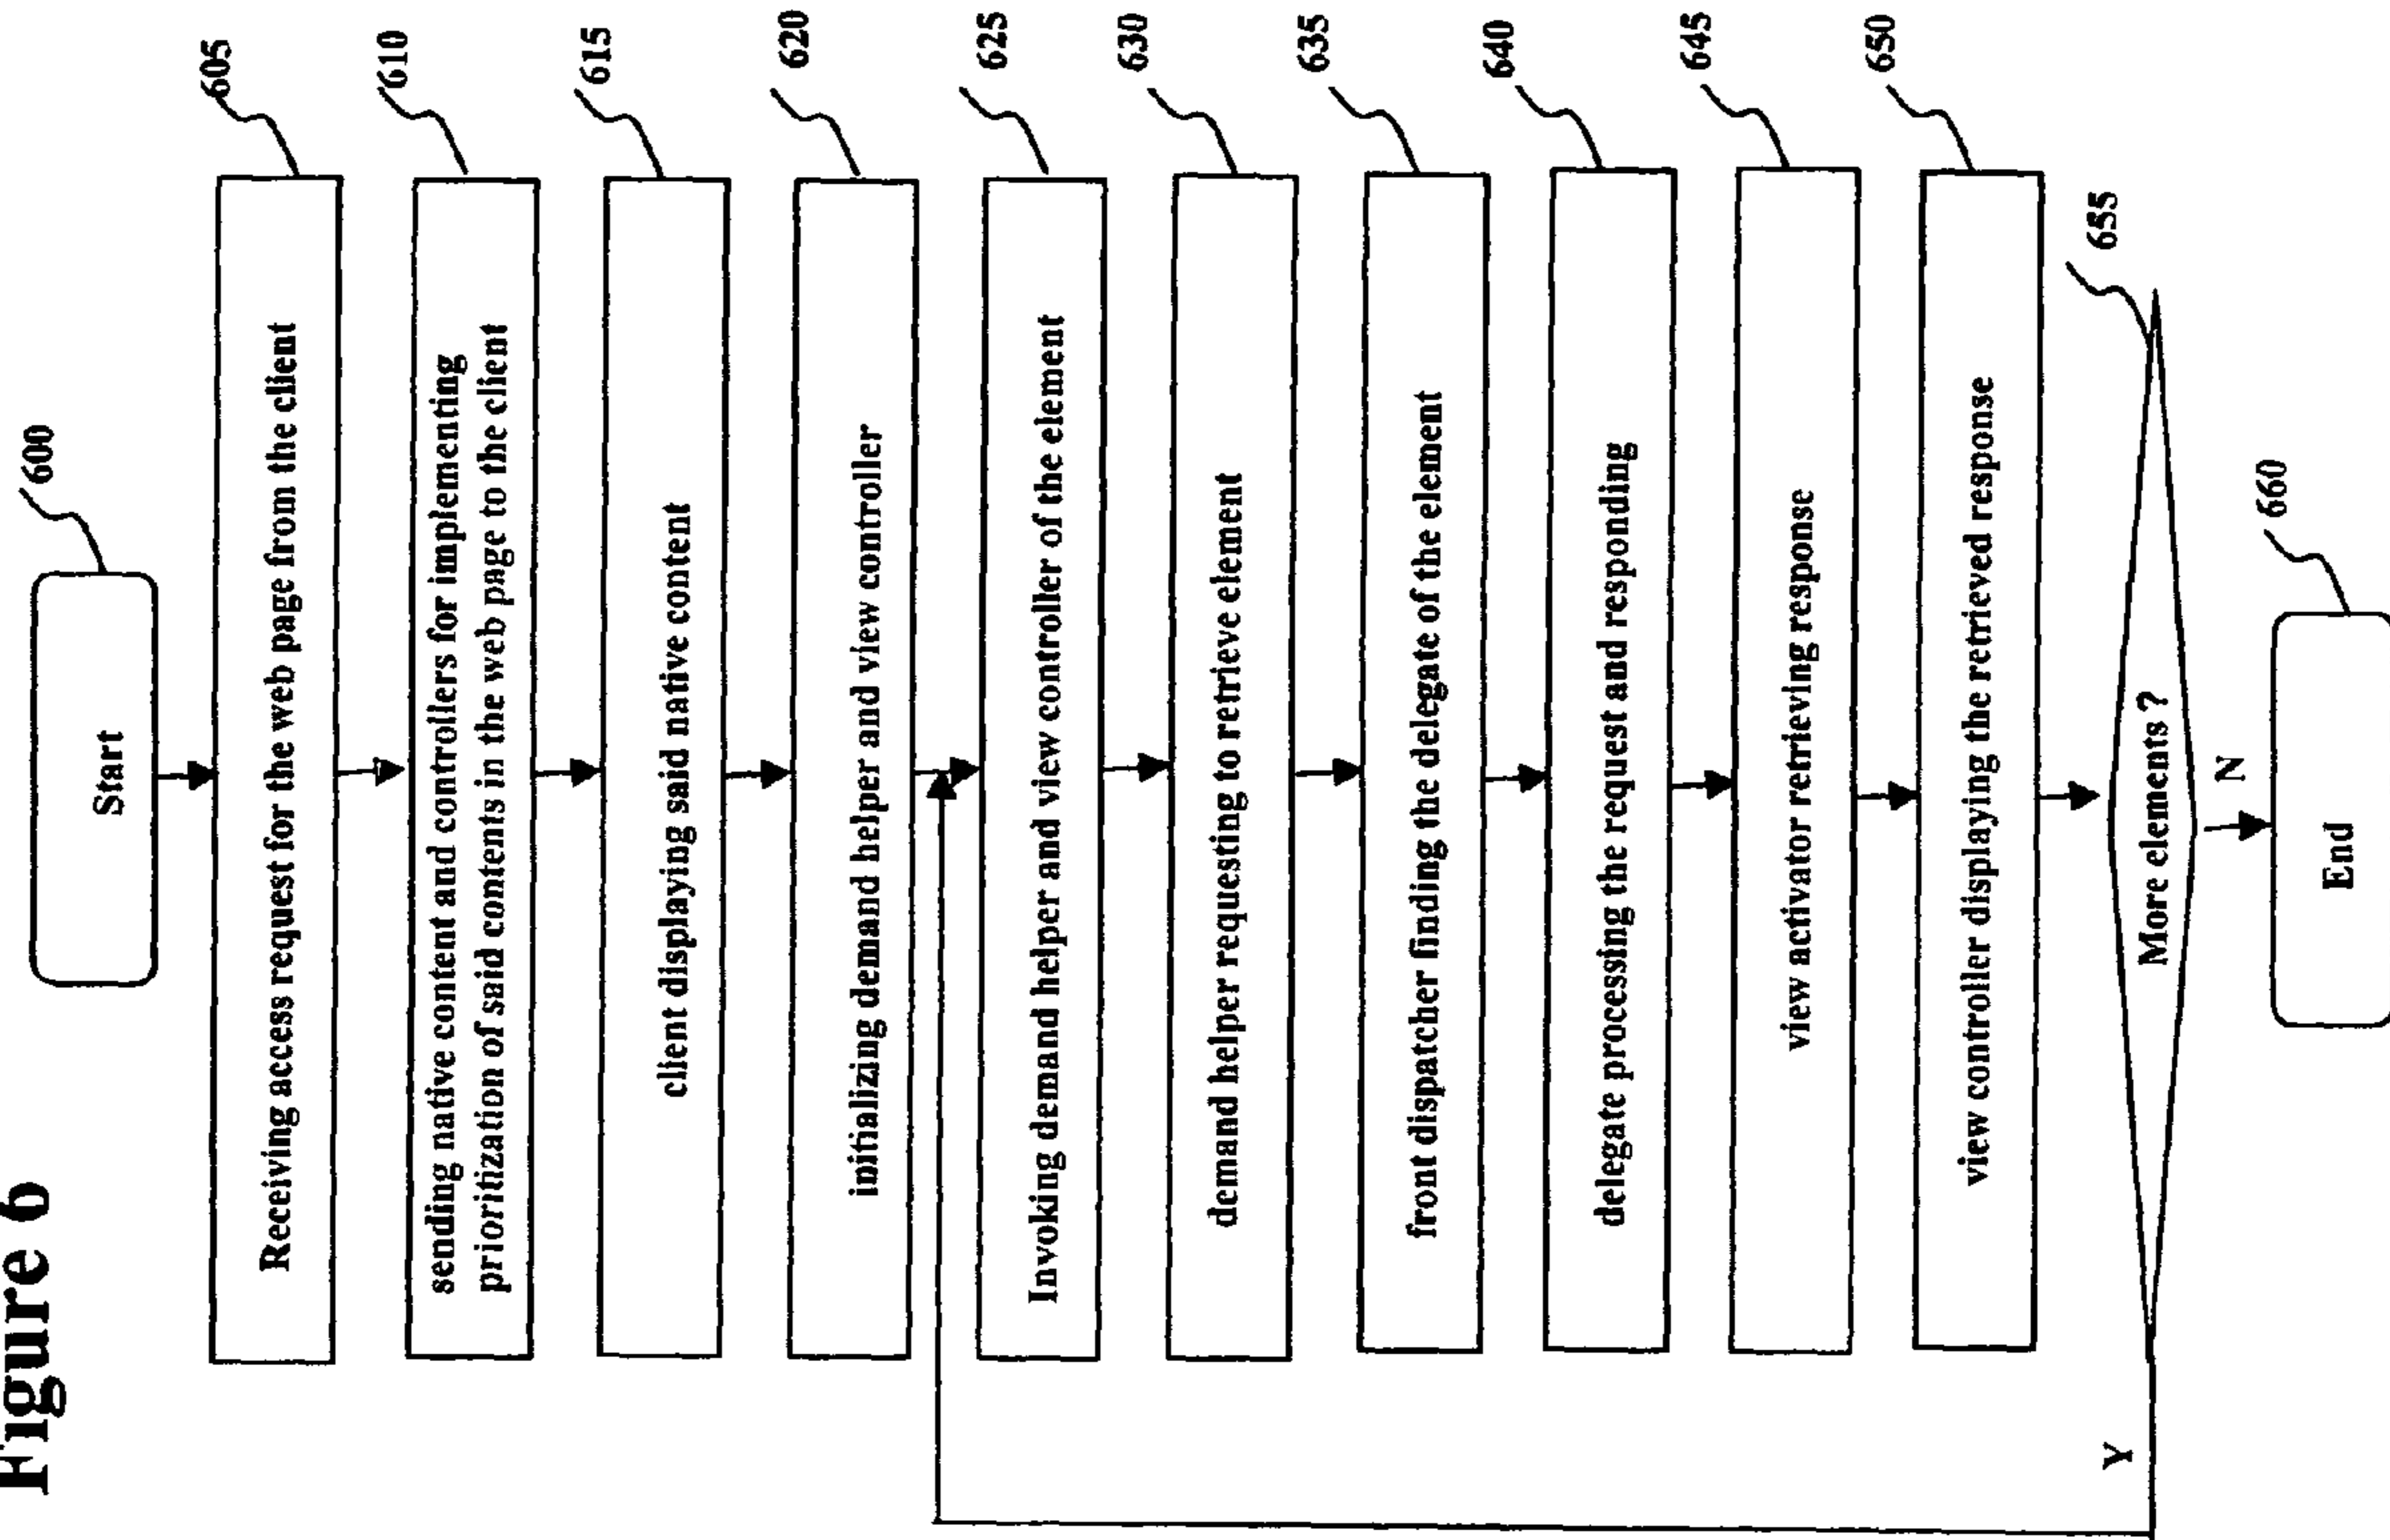 Figure 6
Start
600
Receiving access request for the web page from the client
605
sending native content and controllers for implementing
prioritization of said contents in the web page to the client
610
client displaying said native content
615
initializing demand helper and view controller
620
Invoking demand helper and view controller of the element
625
demand helper requesting to retrieve element
630
front dispatcher finding the delegate of the element
635
delegate processing the request and responding
640
view activator retrieving response
645
view controller displaying the retrieved response
650
More elements?
655
Y
N
End
660